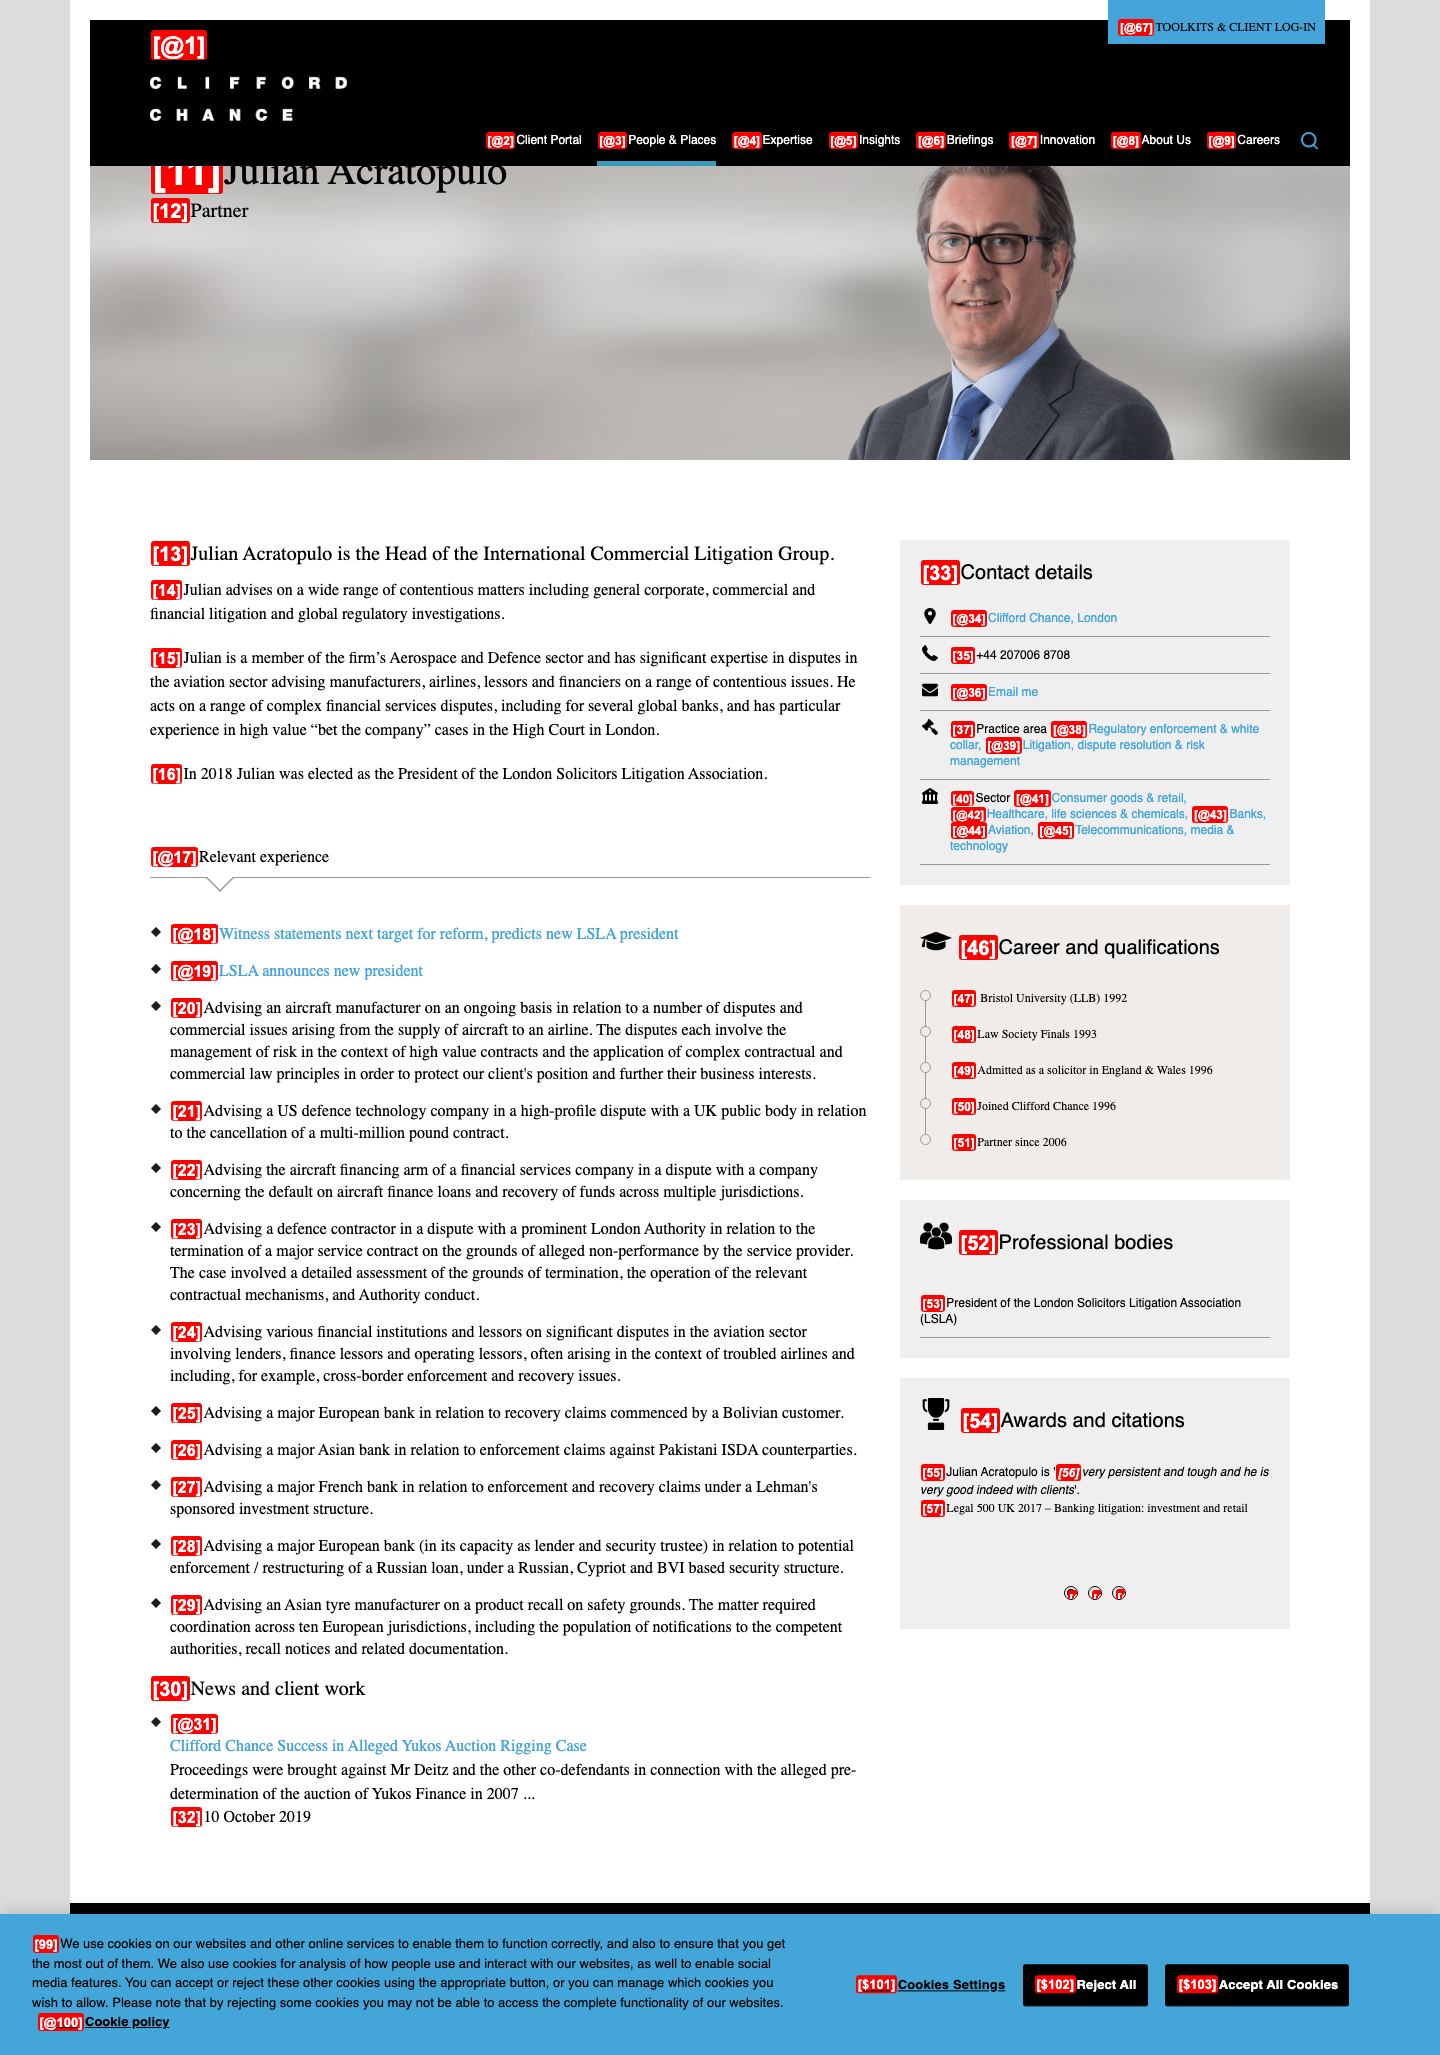 [@67] TOOLKITS & CLIENT LOG-IN
[@1]
CLIFFORD
CHANCE
[@2] Client Portal [@3] People & Places [@4] Expertise [@5] Insights [@6] Briefings [@7] Innovation [@8] About Us [@9] Careers
[11] Julian Acratopulo
[12] Partner
[13] Julian Acratopulo is the Head of the International Commercial Litigation Group.
[14] Julian advises on a wide range of contentious matters including general corporate, commercial and
financial litigation and global regulatory investigations.
[15] Julian is a member of the firm's Aerospace and Defence sector and has significant expertise in disputes in
the aviation sector advising manufacturers, airlines, lessors and financiers on a range of contentious issues. He
acts on a range of complex financial services disputes, including for several global banks, and has particular
experience in high value “bet the company” cases in the High Court in London.
[16] In 2018 Julian was elected as the President of the London Solicitors Litigation Association.
[@17] Relevant experience
[@18] Witness statements next target for reform, predicts new LSLA president
[@19] LSLA announces new president
[20] Advising an aircraft manufacturer on an ongoing basis in relation to a number of disputes and
commercial issues arising from the supply of aircraft to an airline. The disputes each involve the
management of risk in the context of high value contracts and the application of complex contractual and
commercial law principles in order to protect our client's position and further their business interests.
[21] Advising a US defence technology company in a high-profile dispute with a UK public body in relation
to the cancellation of a multi-million pound contract.
[22] Advising the aircraft financing arm of a financial services company in a dispute with a company
concerning the default on aircraft finance loans and recovery of funds across multiple jurisdictions.
[23] Advising a defence contractor in a dispute with a prominent London Authority in relation to the
termination of a major service contract on the grounds of alleged non-performance by the service provider.
The case involved a detailed assessment of the grounds of termination, the operation of the relevant
contractual mechanisms, and Authority conduct.
[24] Advising various financial institutions and lessors on significant disputes in the aviation sector
involving lenders, finance lessors and operating lessors, often arising in the context of troubled airlines and
including, for example, cross-border enforcement and recovery issues.
[25] Advising a major European bank in relation to recovery claims commenced by a Bolivian customer.
[26] Advising a major Asian bank in relation to enforcement claims against Pakistani ISDA counterparties.
[27] Advising a major French bank in relation to enforcement and recovery claims under a Lehman's
sponsored investment structure.
[28] Advising a major European bank (in its capacity as lender and security trustee) in relation to potential
enforcement / restructuring of a Russian loan, under a Russian, Cypriot and BVI based security structure.
[29] Advising an Asian tyre manufacturer on a product recall on safety grounds. The matter required
coordination across ten European jurisdictions, including the population of notifications to the competent
authorities, recall notices and related documentation.
[30] News and client work
[@31]
Clifford Chance Success in Alleged Yukos Auction Rigging Case
Proceedings were brought against Mr Deitz and the other co-defendants in connection with the alleged pre-
determination of the auction of Yukos Finance in 2007 ...
[32] 10 October 2019
[33] Contact details
[@34] Clifford Chance, London
[35] +44 207006 8708
[@36] Email me
[37] Practice area [@38] Regulatory enforcement & white
collar, [@39] Litigation, dispute resolution & risk
management
[40] Sector [@41] Consumer goods & retail,
[@42] Healthcare, life sciences & chemicals, [@43] Banks,
[@44] Aviation, [@45] Telecommunications, media &
technology
[46] Career and qualifications
[47] Bristol University (LLB) 1992
[48] Law Society Finals 1993
[49] Admitted as a solicitor in England & Wales 1996
[50] Joined Clifford Chance 1996
[51] Partner since 2006
[52] Professional bodies
[53] President of the London Solicitors Litigation Association
(LSLA)
[54] Awards and citations
[55] Julian Acratopulo is '[56] very persistent and tough and he is
very good indeed with clients'.
[57] Legal 500 UK 2017 – Banking litigation: investment and retail
[99] We use cookies on our websites and other online services to enable them to function correctly, and also to ensure that you get
the most out of them. We also use cookies for analysis of how people use and interact with our websites, as well to enable social
media features. You can accept or reject these other cookies using the appropriate button, or you can manage which cookies you
wish to allow. Please note that by rejecting some cookies you may not be able to access the complete functionality of our websites.
[@100] Cookie policy
[$101] Cookies Settings [$102] Reject All [$103] Accept All Cookies